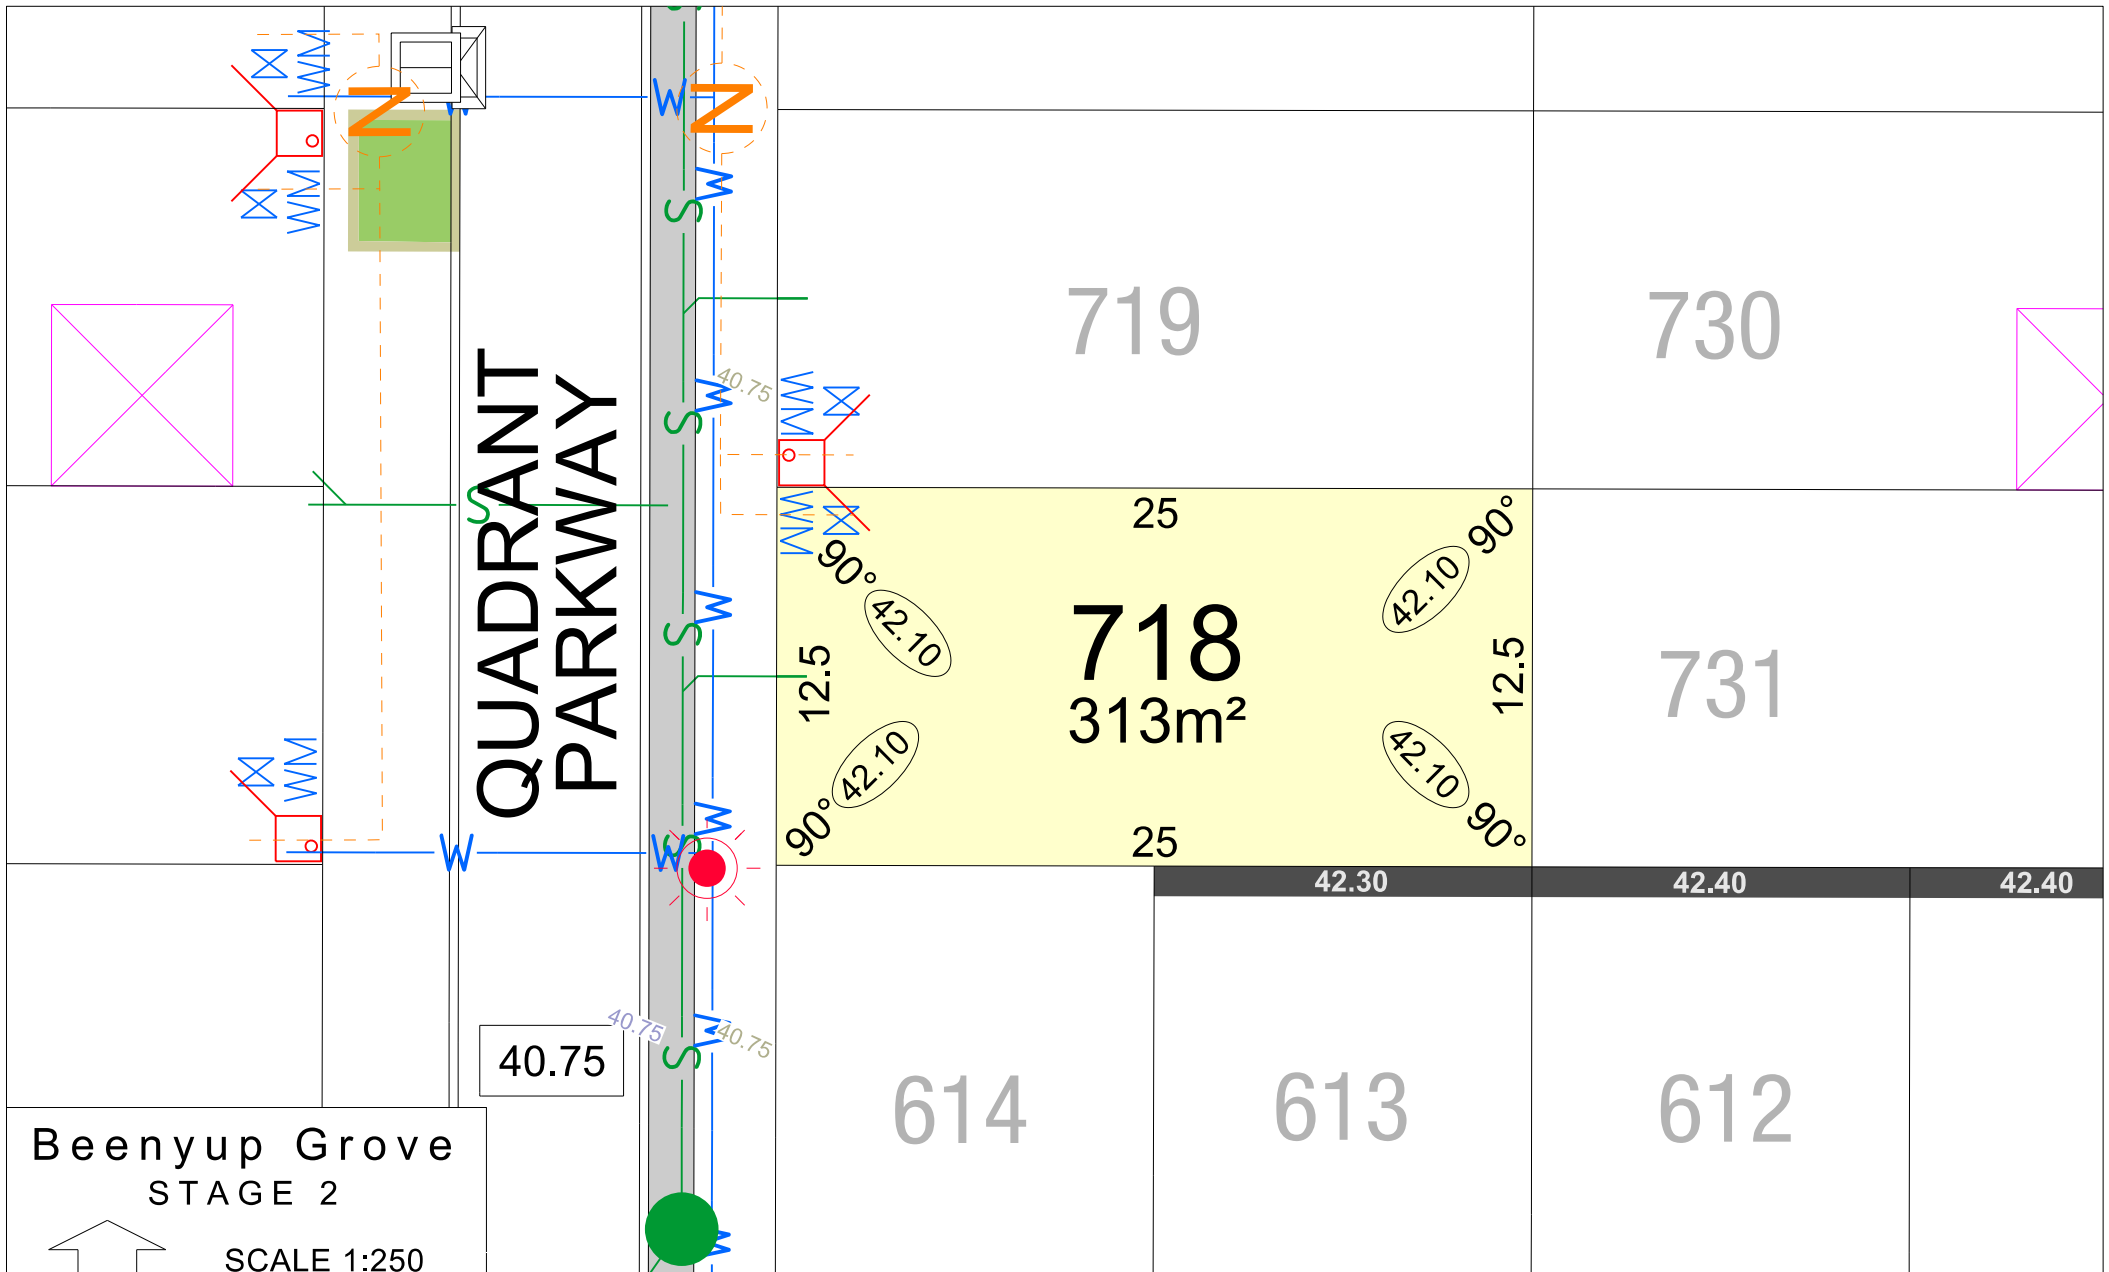 W
W
N
N
W
S
719
730
40.75
W
S
QUADRANT
PARKWAY
S
25
90°
90°
42.10
42.10
W
S
718
12.5
12.5
313m²
731
42.10
42.10
90°
90°
25
W
W
W
S
42.30
42.40
42.40
40.75
40.75
W
S
40.75
614
613
612
Beenyup Grove
STAGE 2
SCALE 1:250
W